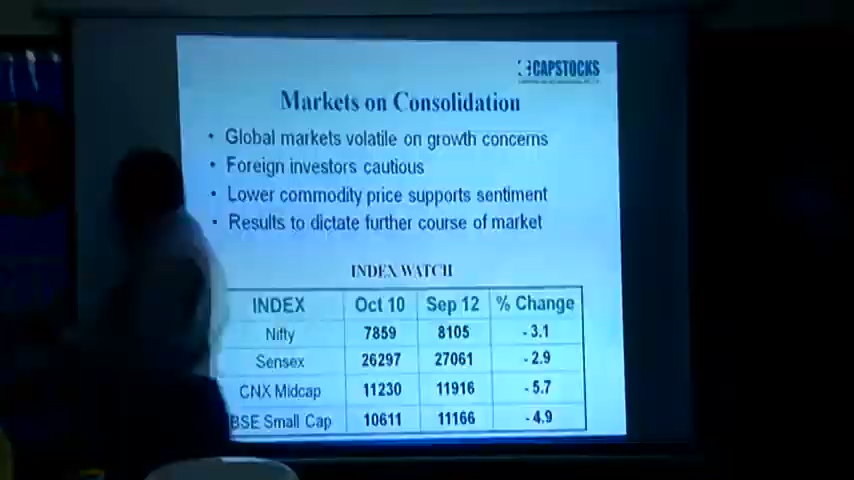 CAPSTOCKS
Markets on Consolidation
• Global markets volatile on growth concerns
• Foreign investors cautious
• Lower commodity price supports sentiment
• Results to dictate further course of market
INDEX WATCH
INDEX Oct 10 Sep 12 % Change
Nifty 7859 8105 -3.1
Sensex 26297 27061 -2.9
CNX Midcap 11230 11916 -5.7
BSE Small Cap 10611 11166 -4.9